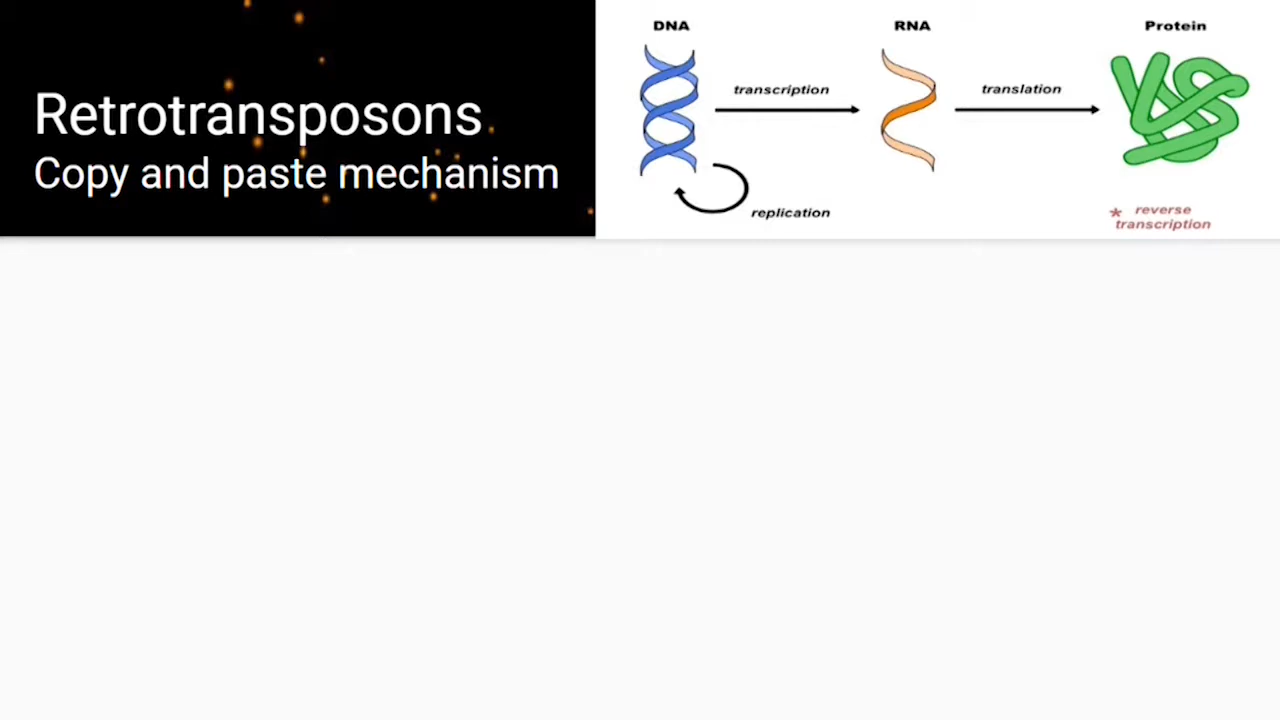 Retrotransposons
Copy and paste mechanism
DNA
RNA
Protein
transcription
translation
replication
* reverse
transcription